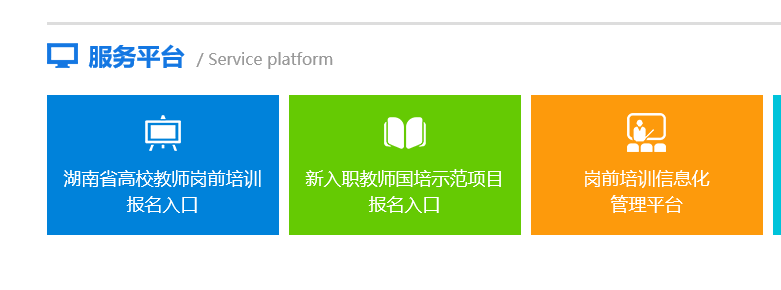 服务平台 / Service platform
湖南省高校教师岗前培训
报名入口
新入职教师国培示范项目
报名入口
岗前培训信息化
管理平台